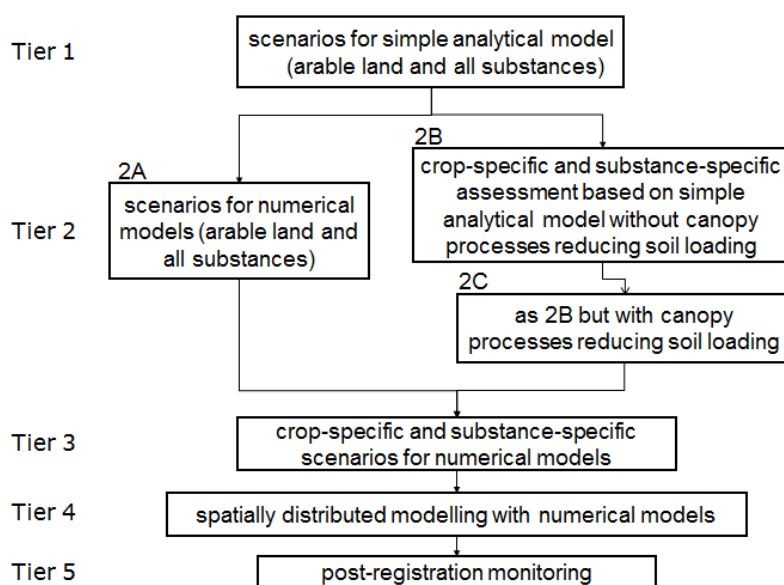 Tier 1
scenarios for simple analytical model
(arable land and all substances)
Tier 2
2A
scenarios for numerical
models (arable land and
all substances)
2B
crop-specific and substance-specific
assessment based on simple
analytical model without canopy
processes reducing soil loading
2C
as 2B but with canopy
processes reducing soil loading
Tier 3
crop-specific and substance-specific
scenarios for numerical models
Tier 4
spatially distributed modelling with numerical models
Tier 5
post-registration monitoring